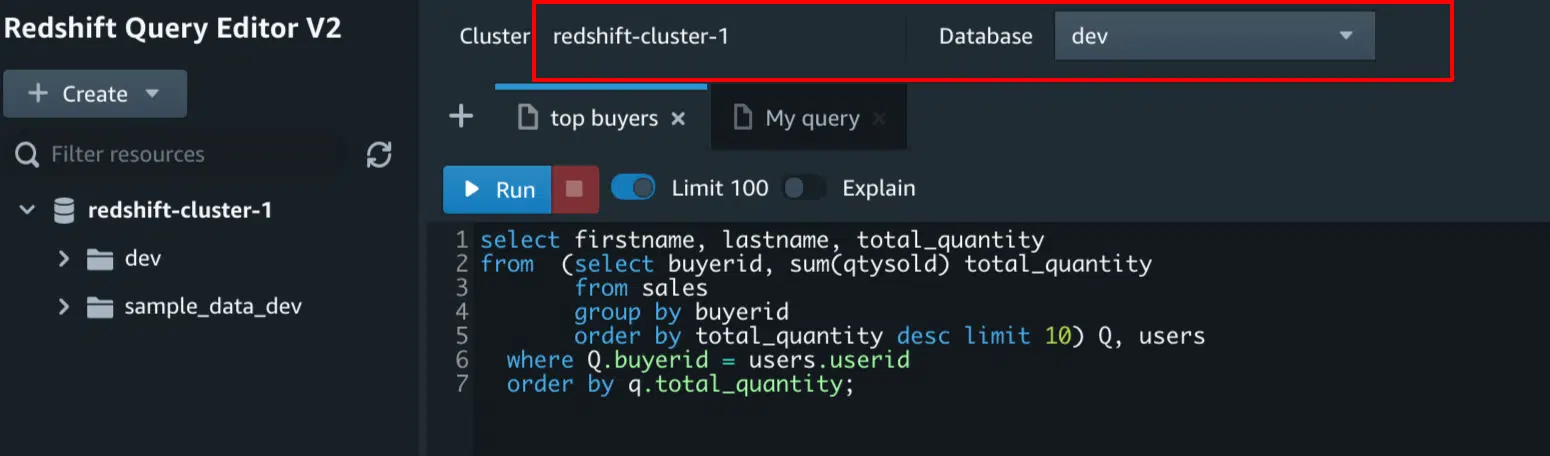 Redshift Query Editor V2
Cluster redshift-cluster-1 Database dev
+ Create
top buyers × My query ×
Filter resources
Run Limit 100 Explain
redshift-cluster-1
dev
sample_data_dev
1 select firstname, lastname, total_quantity
2 from  (select buyerid, sum(qtysold) total_quantity
3        from sales
4        group by buyerid
5        order by total_quantity desc limit 10) Q, users
6   where Q.buyerid = users.userid
7   order by q.total_quantity;